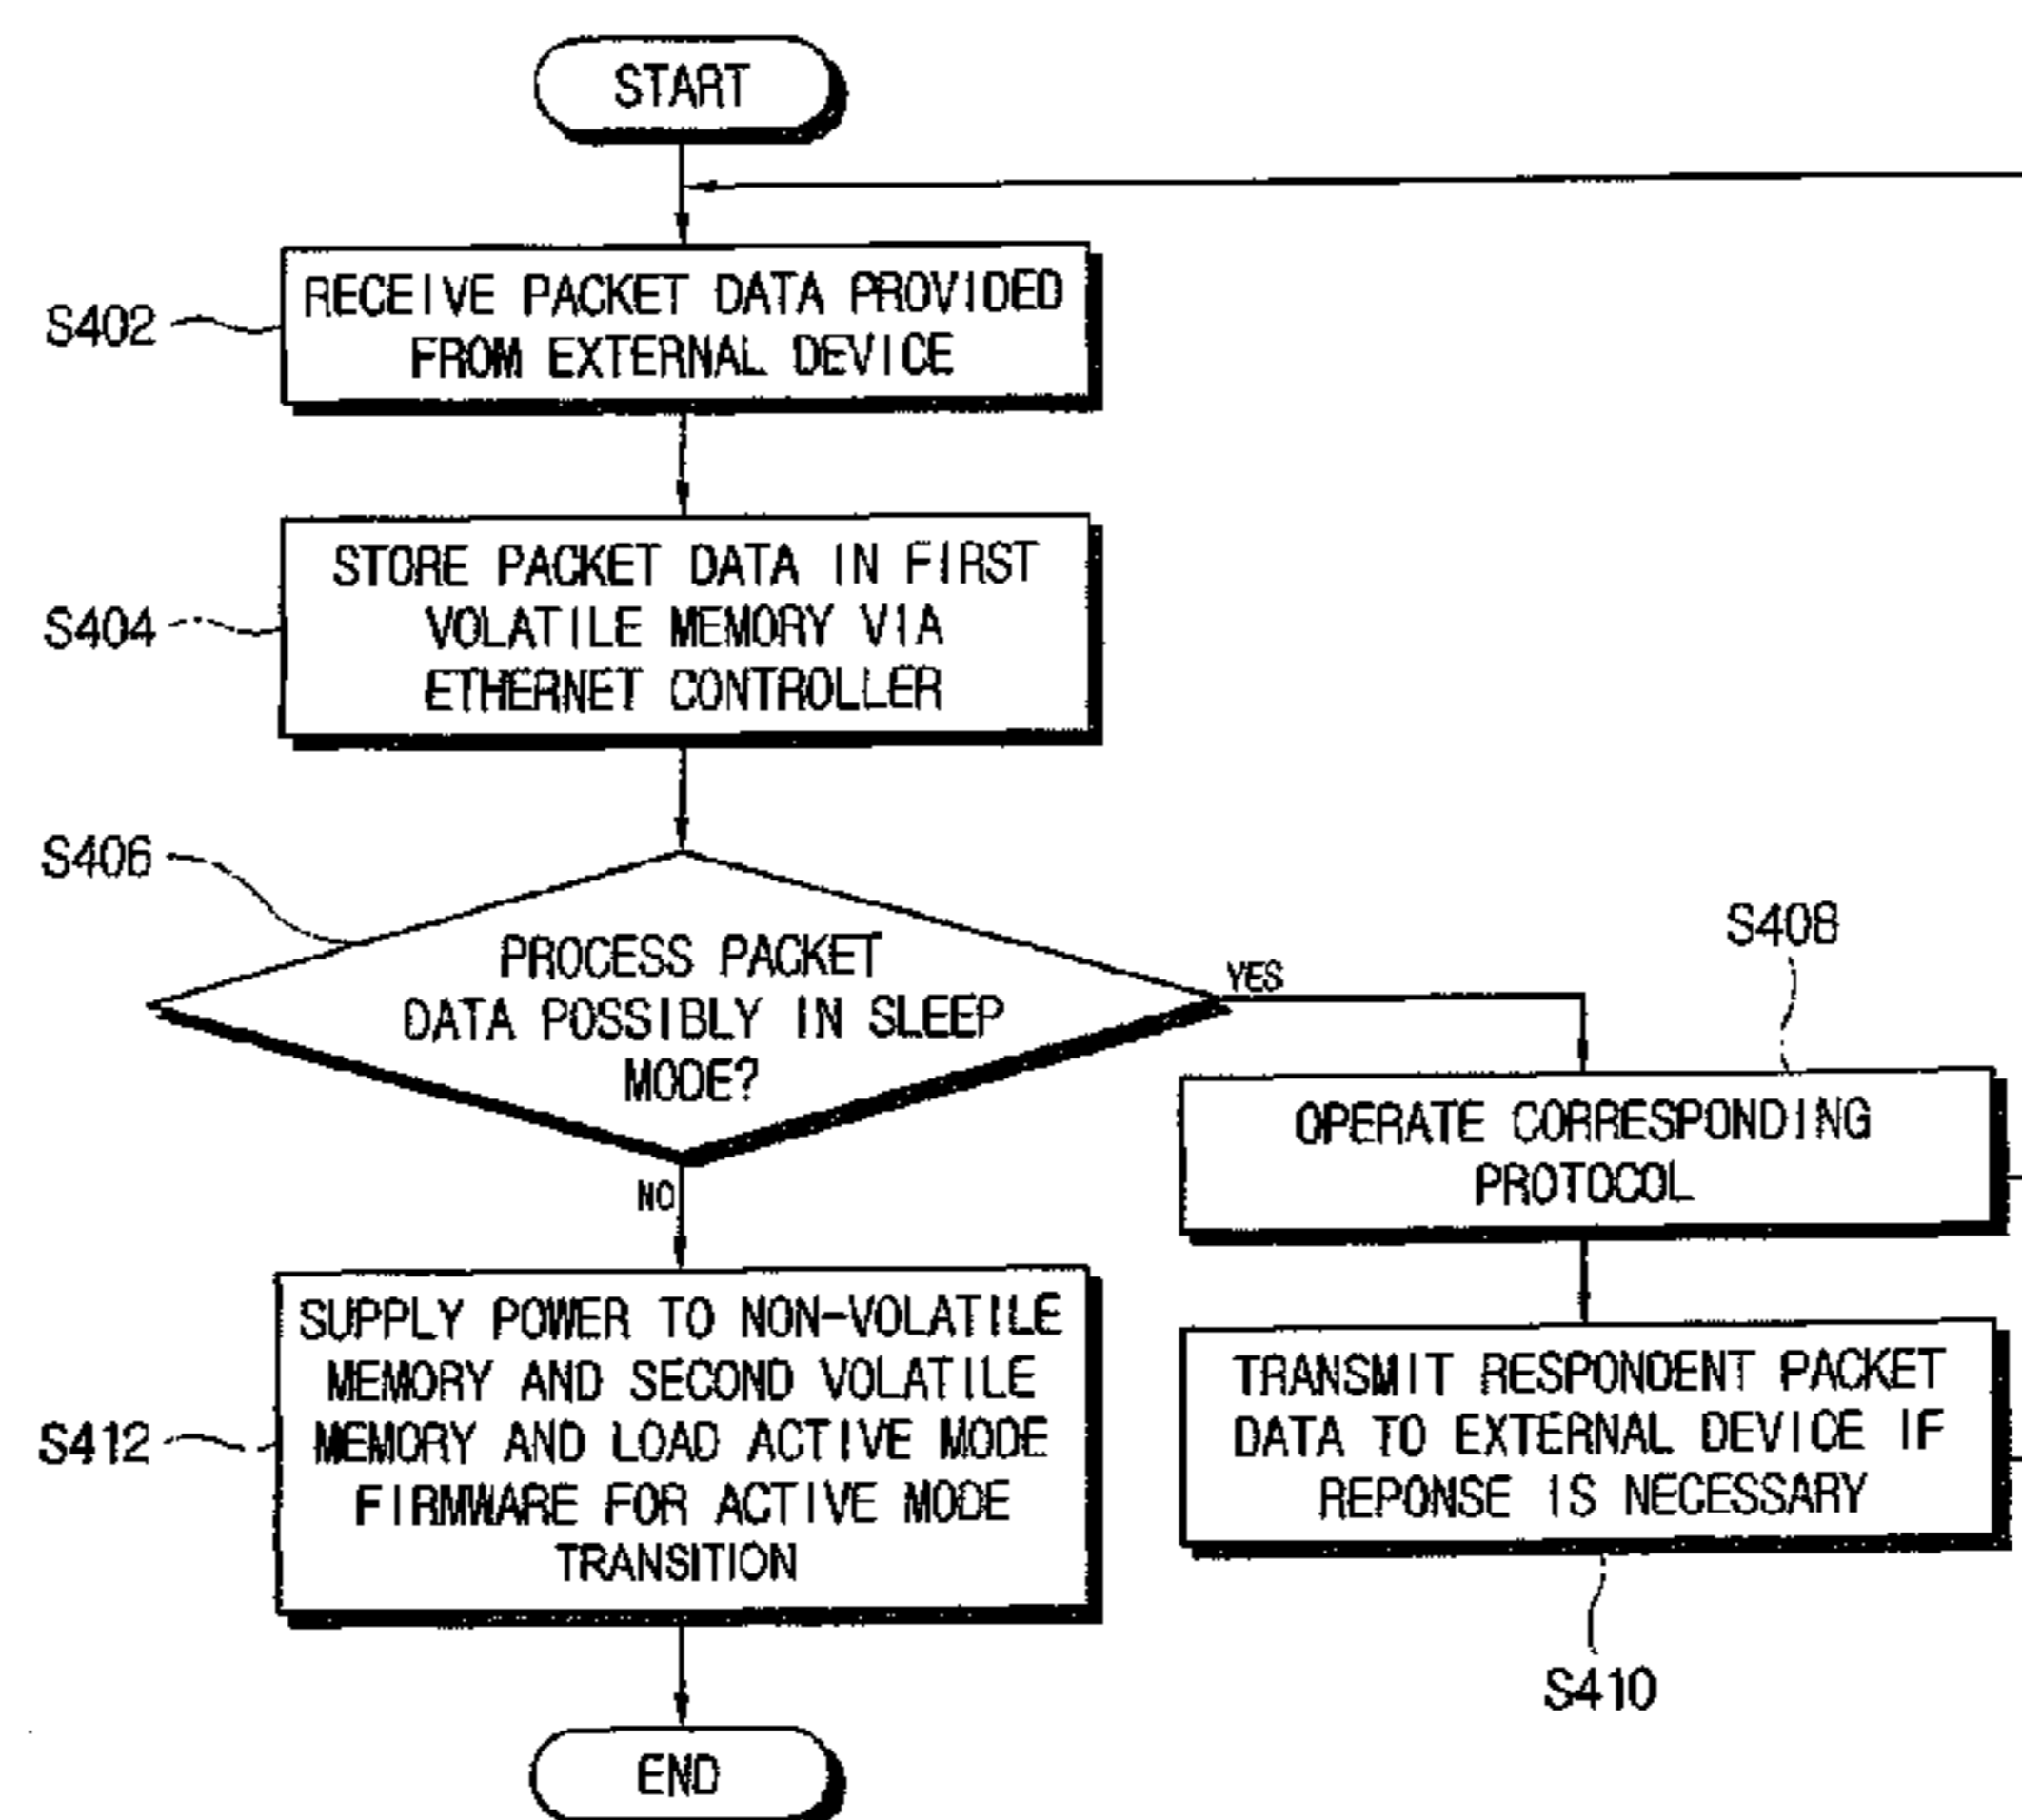 START
S402
RECEIVE PACKET DATA PROVIDED
FROM EXTERNAL DEVICE
S404
STORE PACKET DATA IN FIRST
VOLATILE MEMORY VIA
ETHERNET CONTROLLER
S406
PROCESS PACKET
DATA POSSIBLY IN SLEEP
MODE?
YES
NO
S408
OPERATE CORRESPONDING
PROTOCOL
TRANSMIT RESPONDENT PACKET
DATA TO EXTERNAL DEVICE IF
REPONSE IS NECESSARY
S410
S412
SUPPLY POWER TO NON-VOLATILE
MEMORY AND SECOND VOLATILE
MEMORY AND LOAD ACTIVE MODE
FIRMWARE FOR ACTIVE MODE
TRANSITION
END